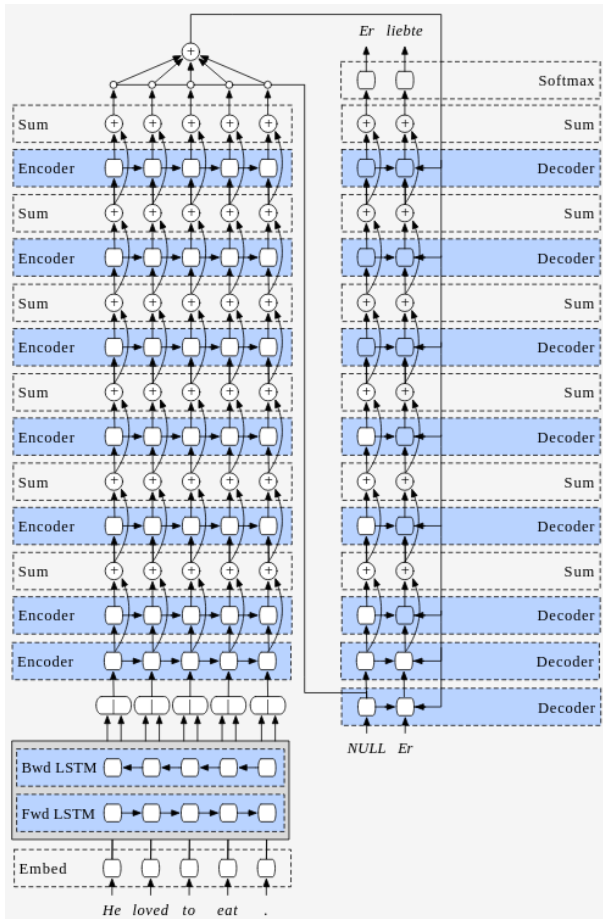 Er liebte
Softmax
Sum
Encoder
Sum
Encoder
Sum
Encoder
Sum
Encoder
Sum
Encoder
Sum
Encoder
Encoder
Bwd LSTM
Fwd LSTM
Embed
He loved to eat .
Sum
Decoder
Sum
Decoder
Sum
Decoder
Sum
Decoder
Sum
Decoder
Sum
Decoder
Decoder
Decoder
NULL Er